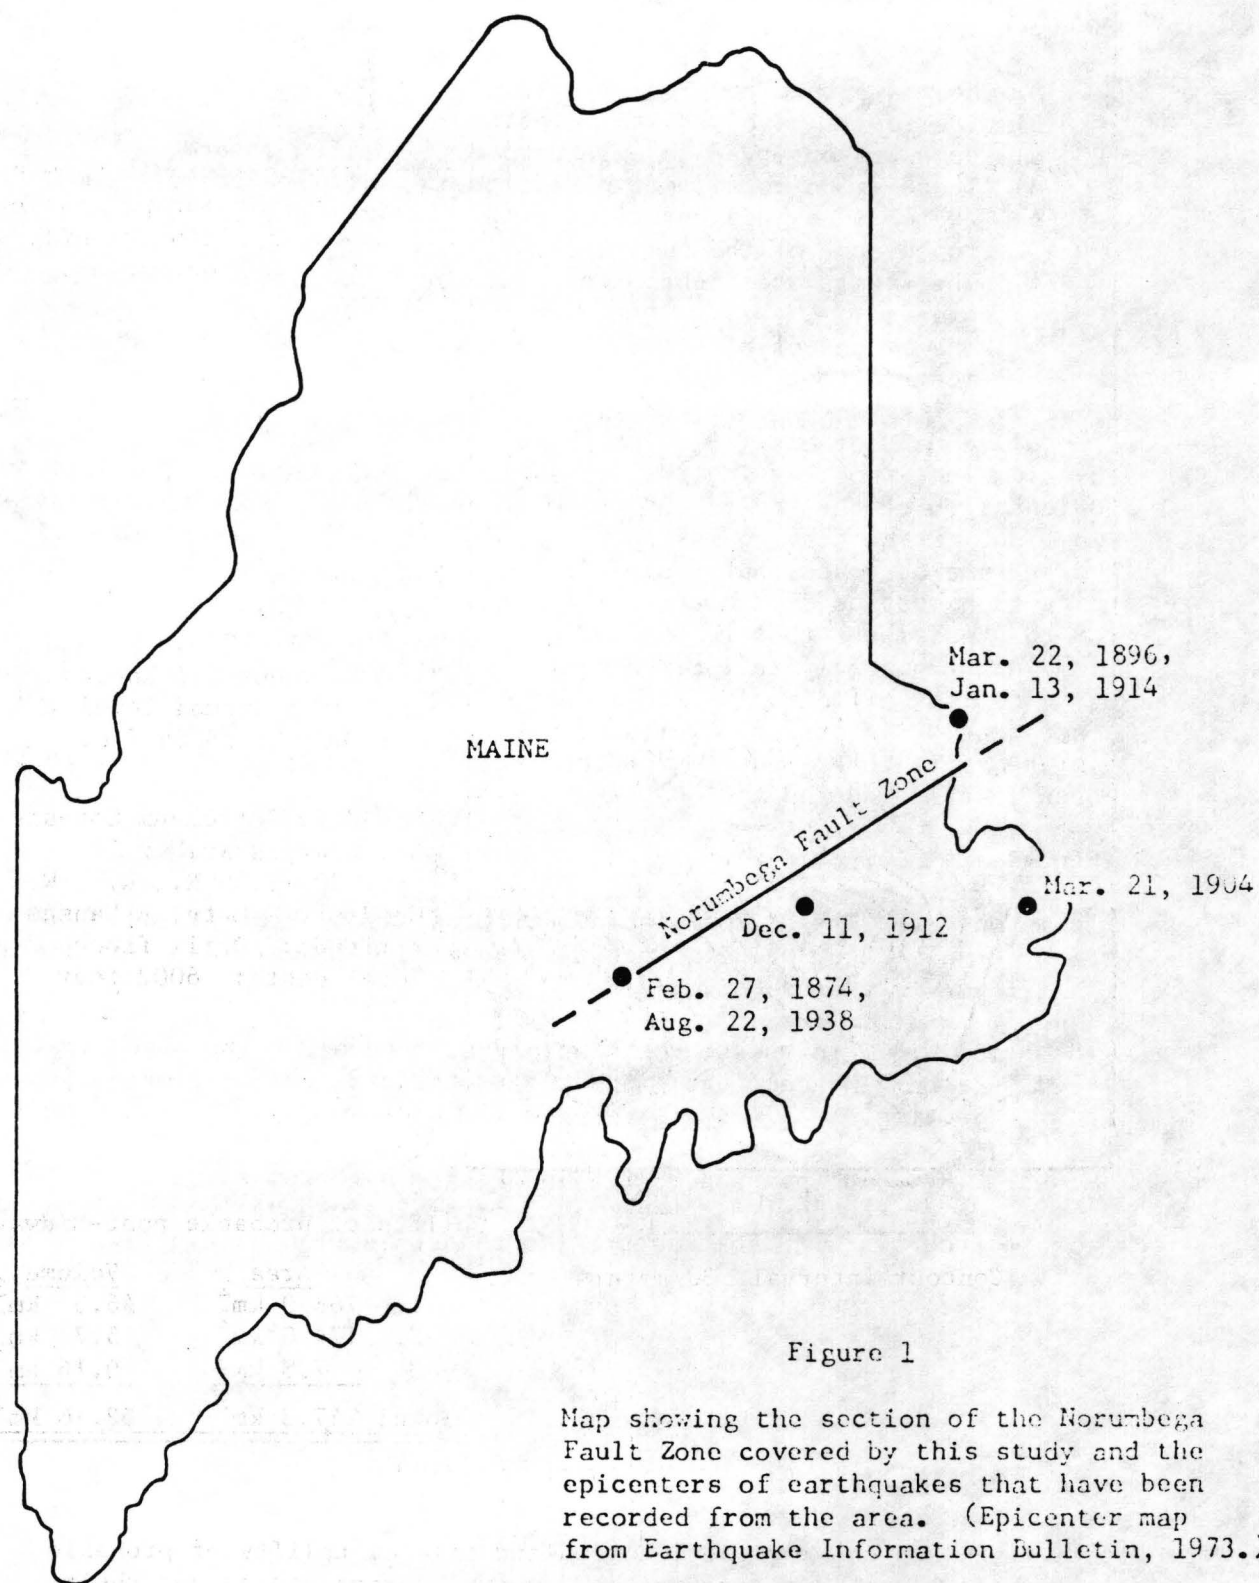 Mar. 22, 1896,
Jan. 13, 1914
MAINE
Norumbega Fault Zone
Mar. 21, 1904
Dec. 11, 1912
Feb. 27, 1874,
Aug. 22, 1938
Figure 1
Map showing the section of the Norumbega
Fault Zone covered by this study and the
epicenters of earthquakes that have been
recorded from the area. (Epicenter map
from Earthquake Information Bulletin, 1973.)